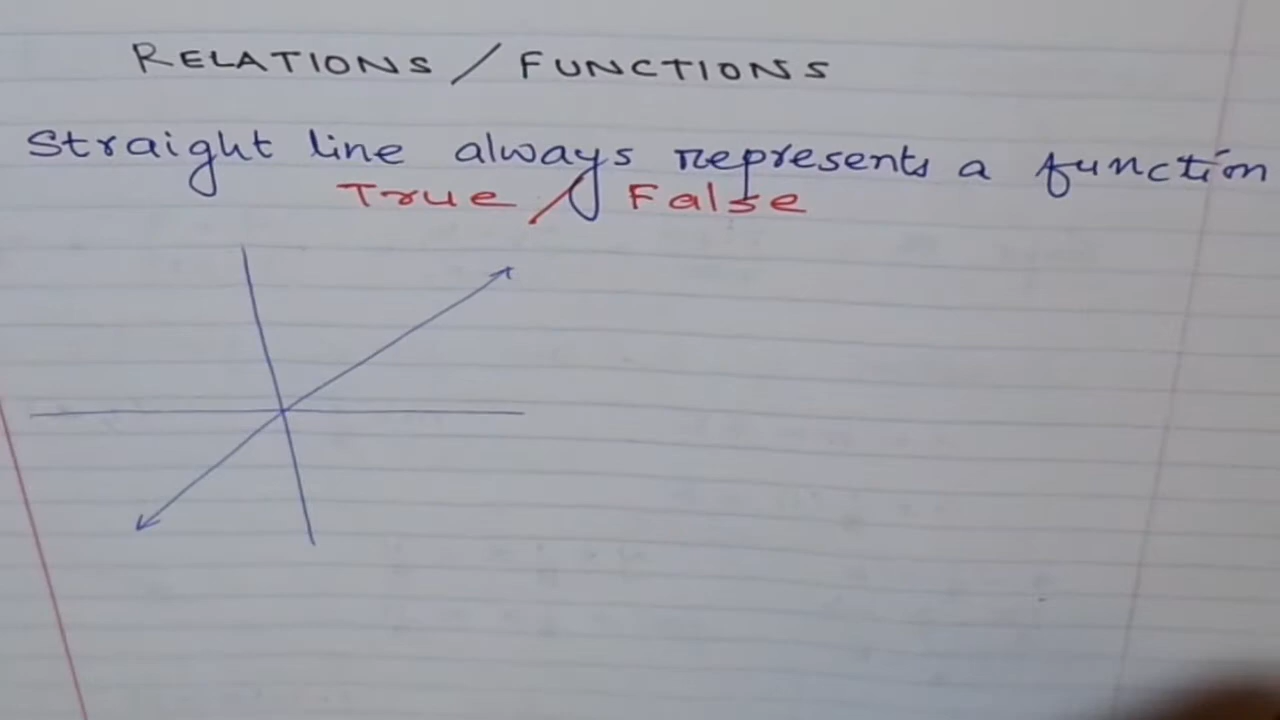 RELATIONS / FUNCTIONS
Straight line always represents a function
True / False